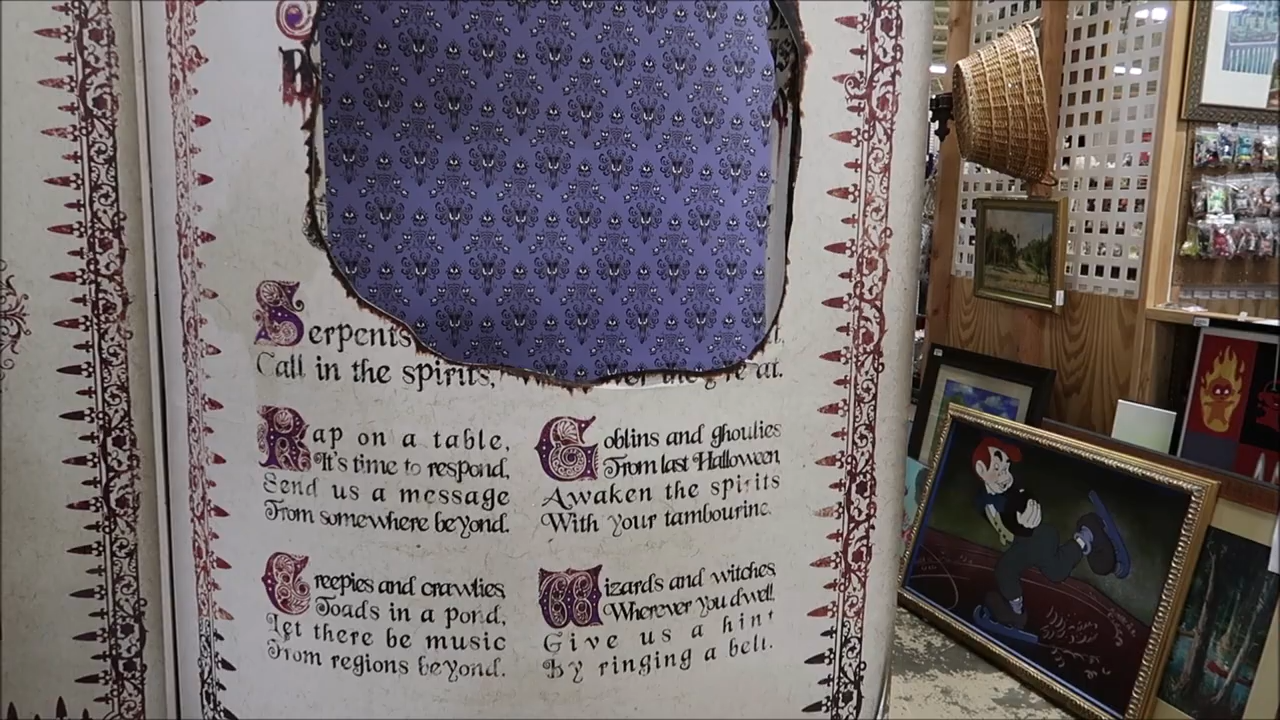 Serpents
Call in the spirits,
Rap on a table,
It's time to respond,
Send us a message
From somewhere beyond.
Goblins and ghoulies
From last Halloween
Awaken the spirits
With your tambourine.
Creepies and crawlies,
Toads in a pond,
Let there be music
From regions beyond.
Wizards and witches,
Wherever you dwell,
Give us a hint
By ringing a bell.